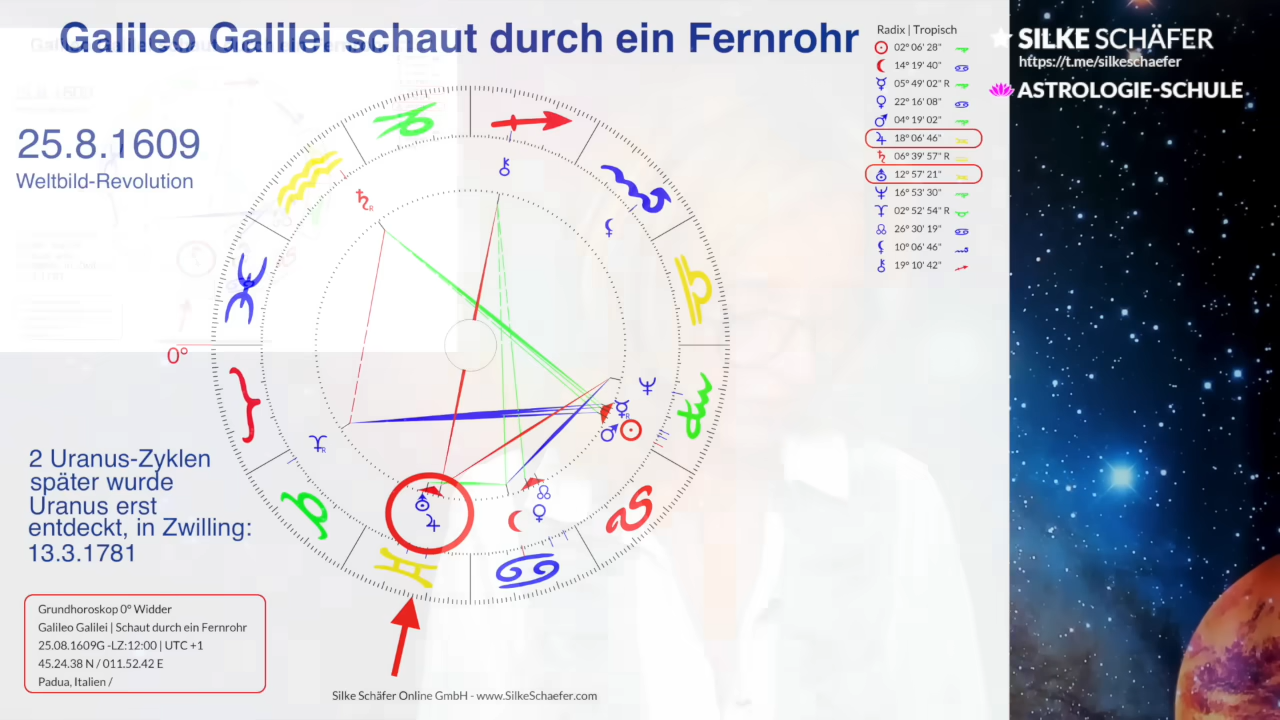 Galileo Galilei schaut durch ein Fernrohr
25.8.1609
Weltbild-Revolution
Radix | Tropisch
02° 06' 28"
14° 19' 40"
05° 49' 02" R
22° 16' 08"
04° 19' 02"
18° 06' 46"
06° 39' 57" R
12° 57' 21"
16° 53' 30"
02° 52' 54" R
26° 30' 19"
10° 06' 46"
19° 10' 42"
SILKE SCHÄFER
https://t.me/silkeschaefer
ASTROLOGIE-SCHULE
0°
2 Uranus-Zyklen
später wurde
Uranus erst
entdeckt, in Zwilling:
13.3.1781
Grundhoroskop 0° Widder
Galileo Galilei | Schaut durch ein Fernrohr
25.08.1609G -LZ:12:00 | UTC +1
45.24.38 N / 011.52.42 E
Padua, Italien /
Silke Schäfer Online GmbH - www.SilkeSchaefer.com